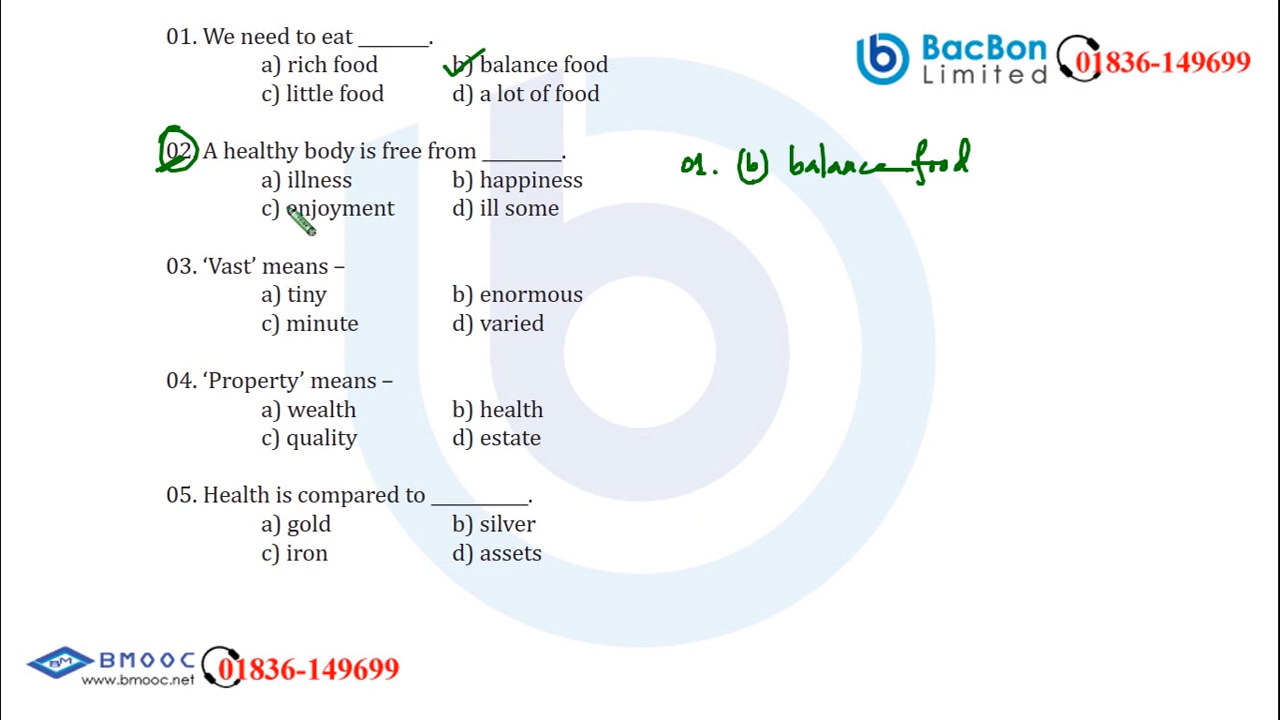 01. We need to eat _______.
a) rich food b) balance food
c) little food d) a lot of food
02. A healthy body is free from ________.
a) illness b) happiness
c) enjoyment d) ill some
03. ‘Vast’ means –
a) tiny b) enormous
c) minute d) varied
04. ‘Property’ means –
a) wealth b) health
c) quality d) estate
05. Health is compared to __________.
a) gold b) silver
c) iron d) assets
BacBon
Limited
01836-149699
01. (b) balance food
BM
BMOOC
www.bmooc.net
01836-149699